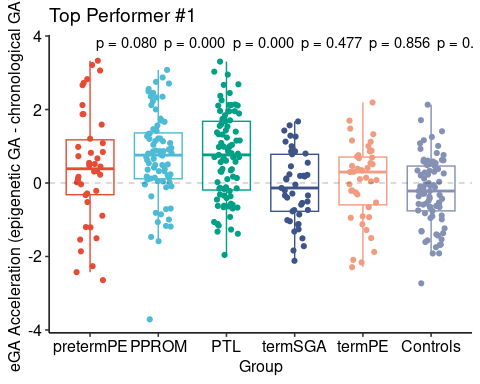 Top Performer #1
eGA Acceleration (epigenetic GA - chronological GA
p = 0.080 p = 0.000 p = 0.000 p = 0.477 p = 0.856 p = 0.
4
2
0
-2
-4
pretermPE PPROM PTL termSGA termPE Controls
Group